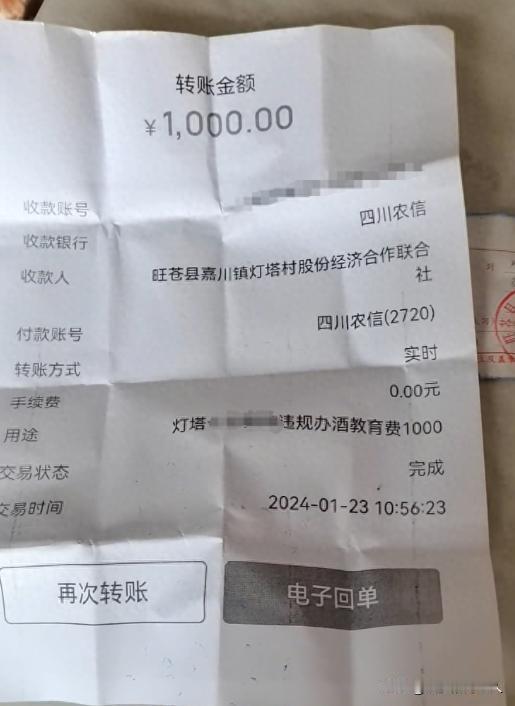 转账金额
¥1,000.00
收款账号
收款银行 四川农信
收款人 旺苍县嘉川镇灯塔村股份经济合作联合
社
付款账号 四川农信(2720)
转账方式 实时
手续费 0.00元
用途 灯塔 违规办酒教育费1000
交易状态 完成
交易时间 2024-01-23 10:56:23
再次转账 电子回单